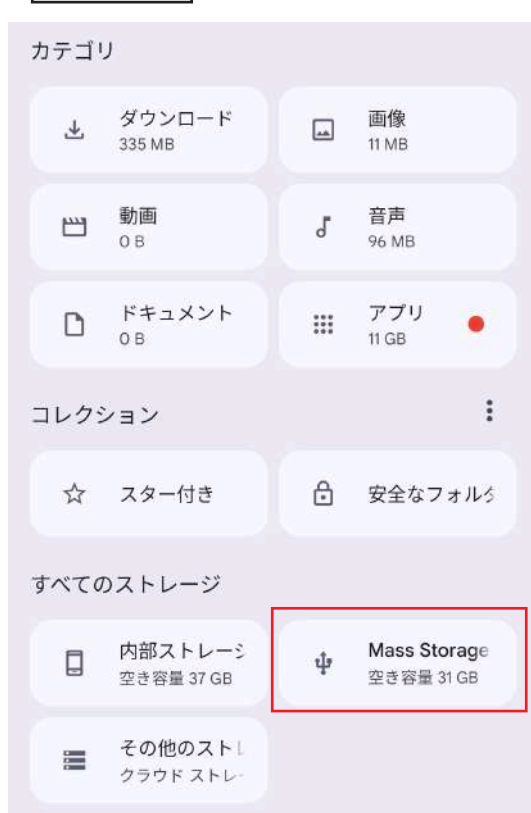 カテゴリ
ダウンロード
335 MB
画像
11 MB
動画
0 B
音声
96 MB
ドキュメント
0 B
アプリ
11 GB
コレクション
スター付き
安全なフォルダ
すべてのストレージ
内部ストレージ
空き容量 37 GB
Mass Storage
空き容量 31 GB
その他のスト
クラウド ストレー